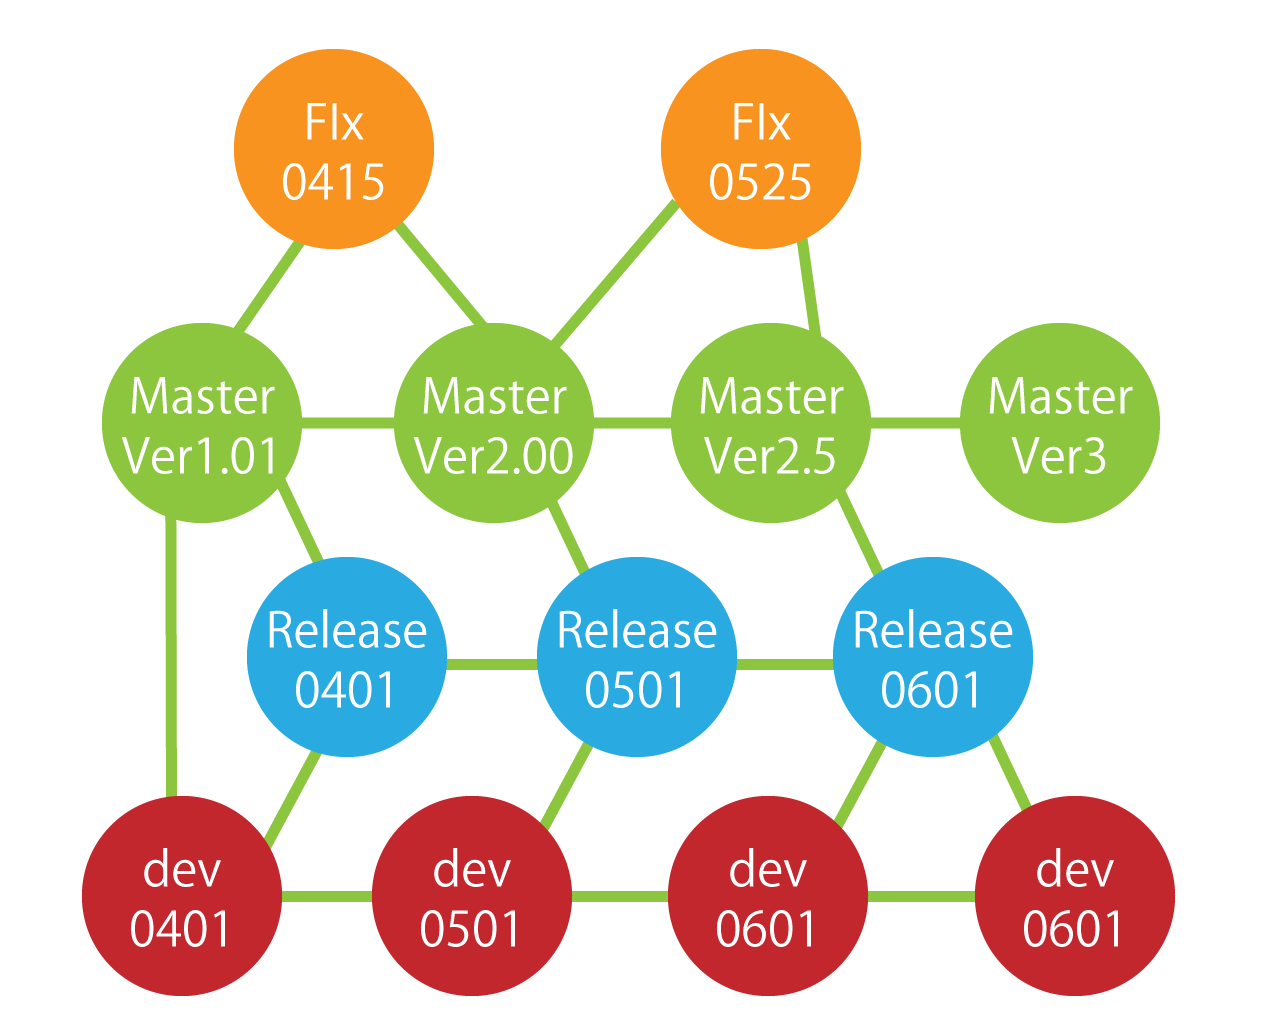 FIx
0415
FIx
0525
Master
Ver1.01
Master
Ver2.00
Master
Ver2.5
Master
Ver3
Release
0401
Release
0501
Release
0601
dev
0401
dev
0501
dev
0601
dev
0601